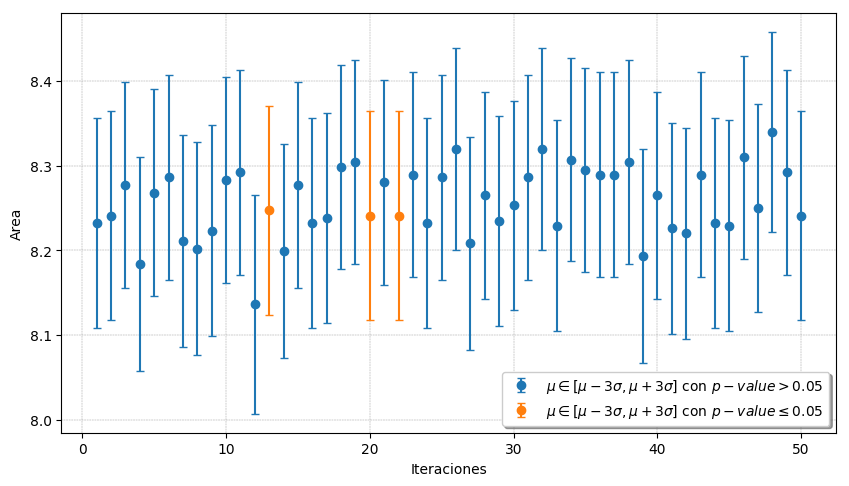 8.4
8.3
8.2
8.1
8.0
Area
0 10 20 30 40 50
Iteraciones
μ ∈ [μ − 3σ, μ + 3σ] con p − value > 0.05
μ ∈ [μ − 3σ, μ + 3σ] con p − value ≤ 0.05